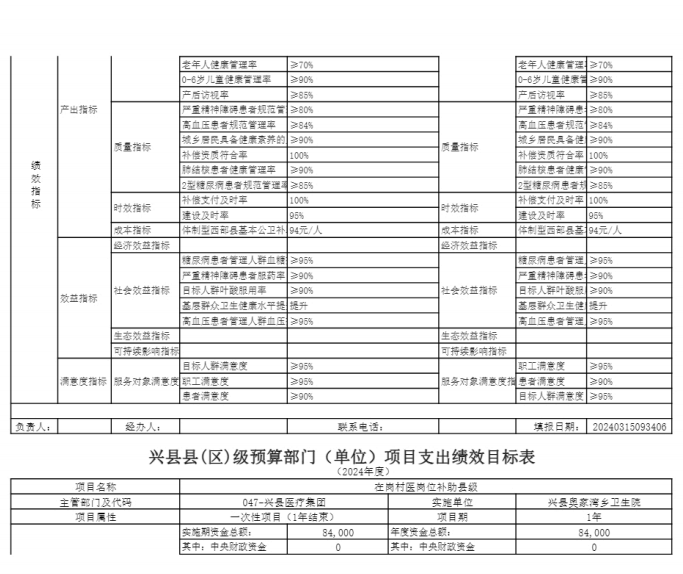 老年人健康管理率 ≥70% 老年人健康管理 ≥70%
0-6岁儿童健康管理率 ≥90% 0-6岁儿童健康管 ≥90%
产后访视率 ≥85% 产后访视率 ≥85%
产出指标 严重精神障碍患者规范管 ≥80% 严重精神障碍患 ≥80%
高血压患者规范管理率 ≥84% 高血压患者规范 ≥84%
城乡居民具备健康素养的 ≥90% 城乡居民具备健 ≥90%
质量指标 质量指标
补偿资质符合率 100% 补偿资质符合率 100%
肺结核患者健康管理率 ≥90% 肺结核患者健康 ≥90%
2型糖尿病患者规范管理率 ≥85% 2型糖尿病患者规 ≥85%
绩效指标
时效指标 补偿支付及时率 100% 时效指标 补偿支付及时率 100%
建设及时率 95% 建设及时率 95%
成本指标 体制型西部县基本公卫补 94元/人 成本指标 体制型西部县基 94元/人
经济效益指标 经济效益指标
糖尿病患者管理人群血糖 ≥95% 糖尿病患者管理 ≥95%
严重精神障碍患者服药率 ≥90% 严重精神障碍患 ≥90%
效益指标 社会效益指标 目标人群叶酸服用率 ≥90% 社会效益指标 目标人群叶酸服 ≥90%
基层群众卫生健康水平提 提升 基层群众卫生健 提升
高血压患者管理人群血压 ≥95% 高血压患者管理 ≥95%
生态效益指标 生态效益指标
可持续影响指标 可持续影响指标
目标人群满意度 ≥95% 职工满意度 ≥95%
满意度指标 服务对象满意度 职工满意度 ≥95% 服务对象满意度指 患者满意度 ≥90%
患者满意度 ≥90% 目标人群满意度 ≥95%
负责人： 经办人： 联系电话： 填报日期： 20240315093406
兴县县(区)级预算部门（单位）项目支出绩效目标表
（2024年度）
项目名称 在岗村医岗位补助县级
主管部门及代码 047-兴县医疗集团 实施单位 兴县奥家湾乡卫生院
项目属性 一次性项目（1年结束） 项目期 1年
实施期资金总额： 34,000 年度资金总额： 34,000
其中：中央财政资金 0 其中：中央财政资金 0